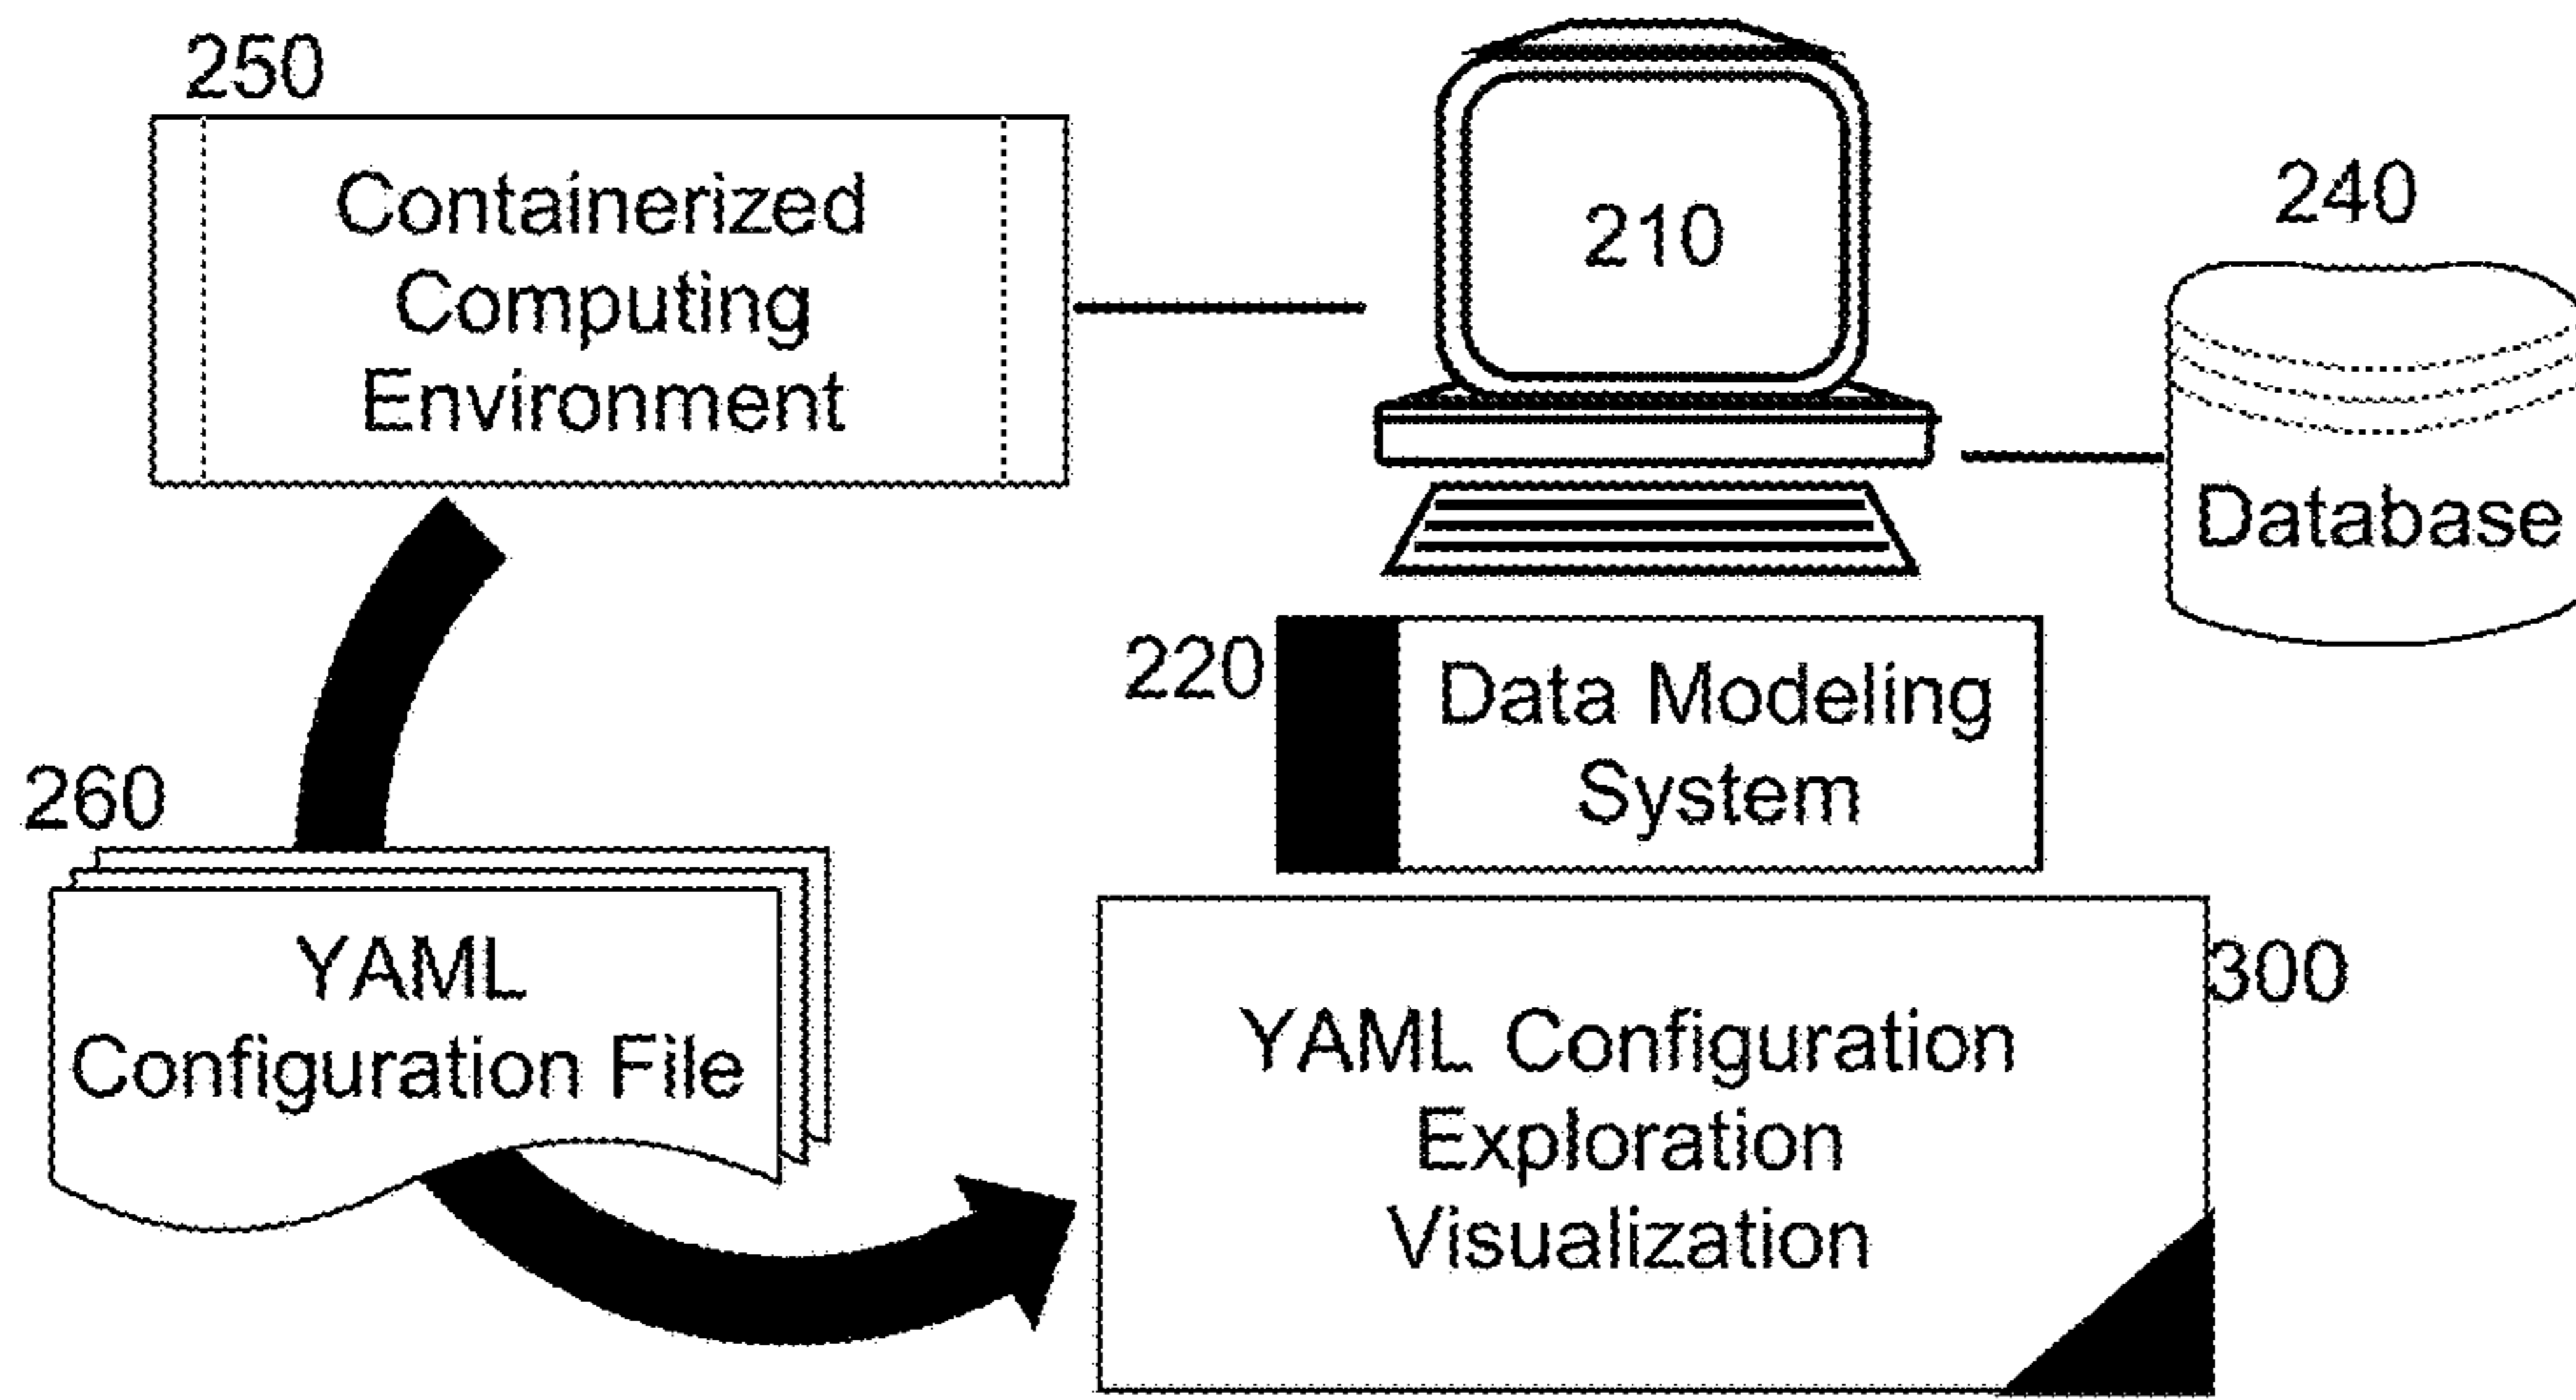 250
Containerized
Computing
Environment
210
240
Database
220
Data Modeling
System
260
YAML
Configuration File
300
YAML Configuration
Exploration
Visualization